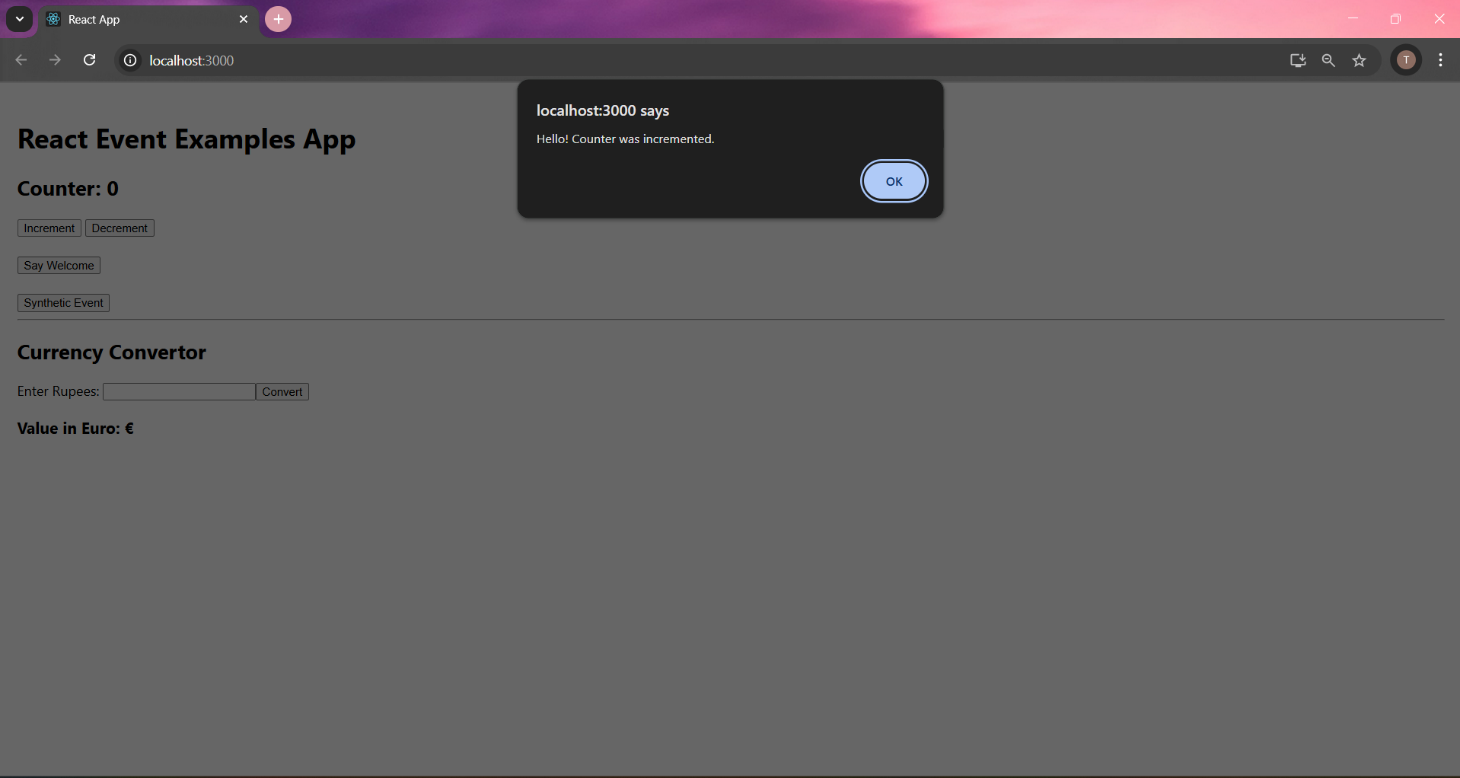 React App
localhost:3000
T
localhost:3000 says
Hello! Counter was incremented.
OK
React Event Examples App
Counter: 0
Increment Decrement
Say Welcome
Synthetic Event
Currency Convertor
Enter Rupees: Convert
Value in Euro: €